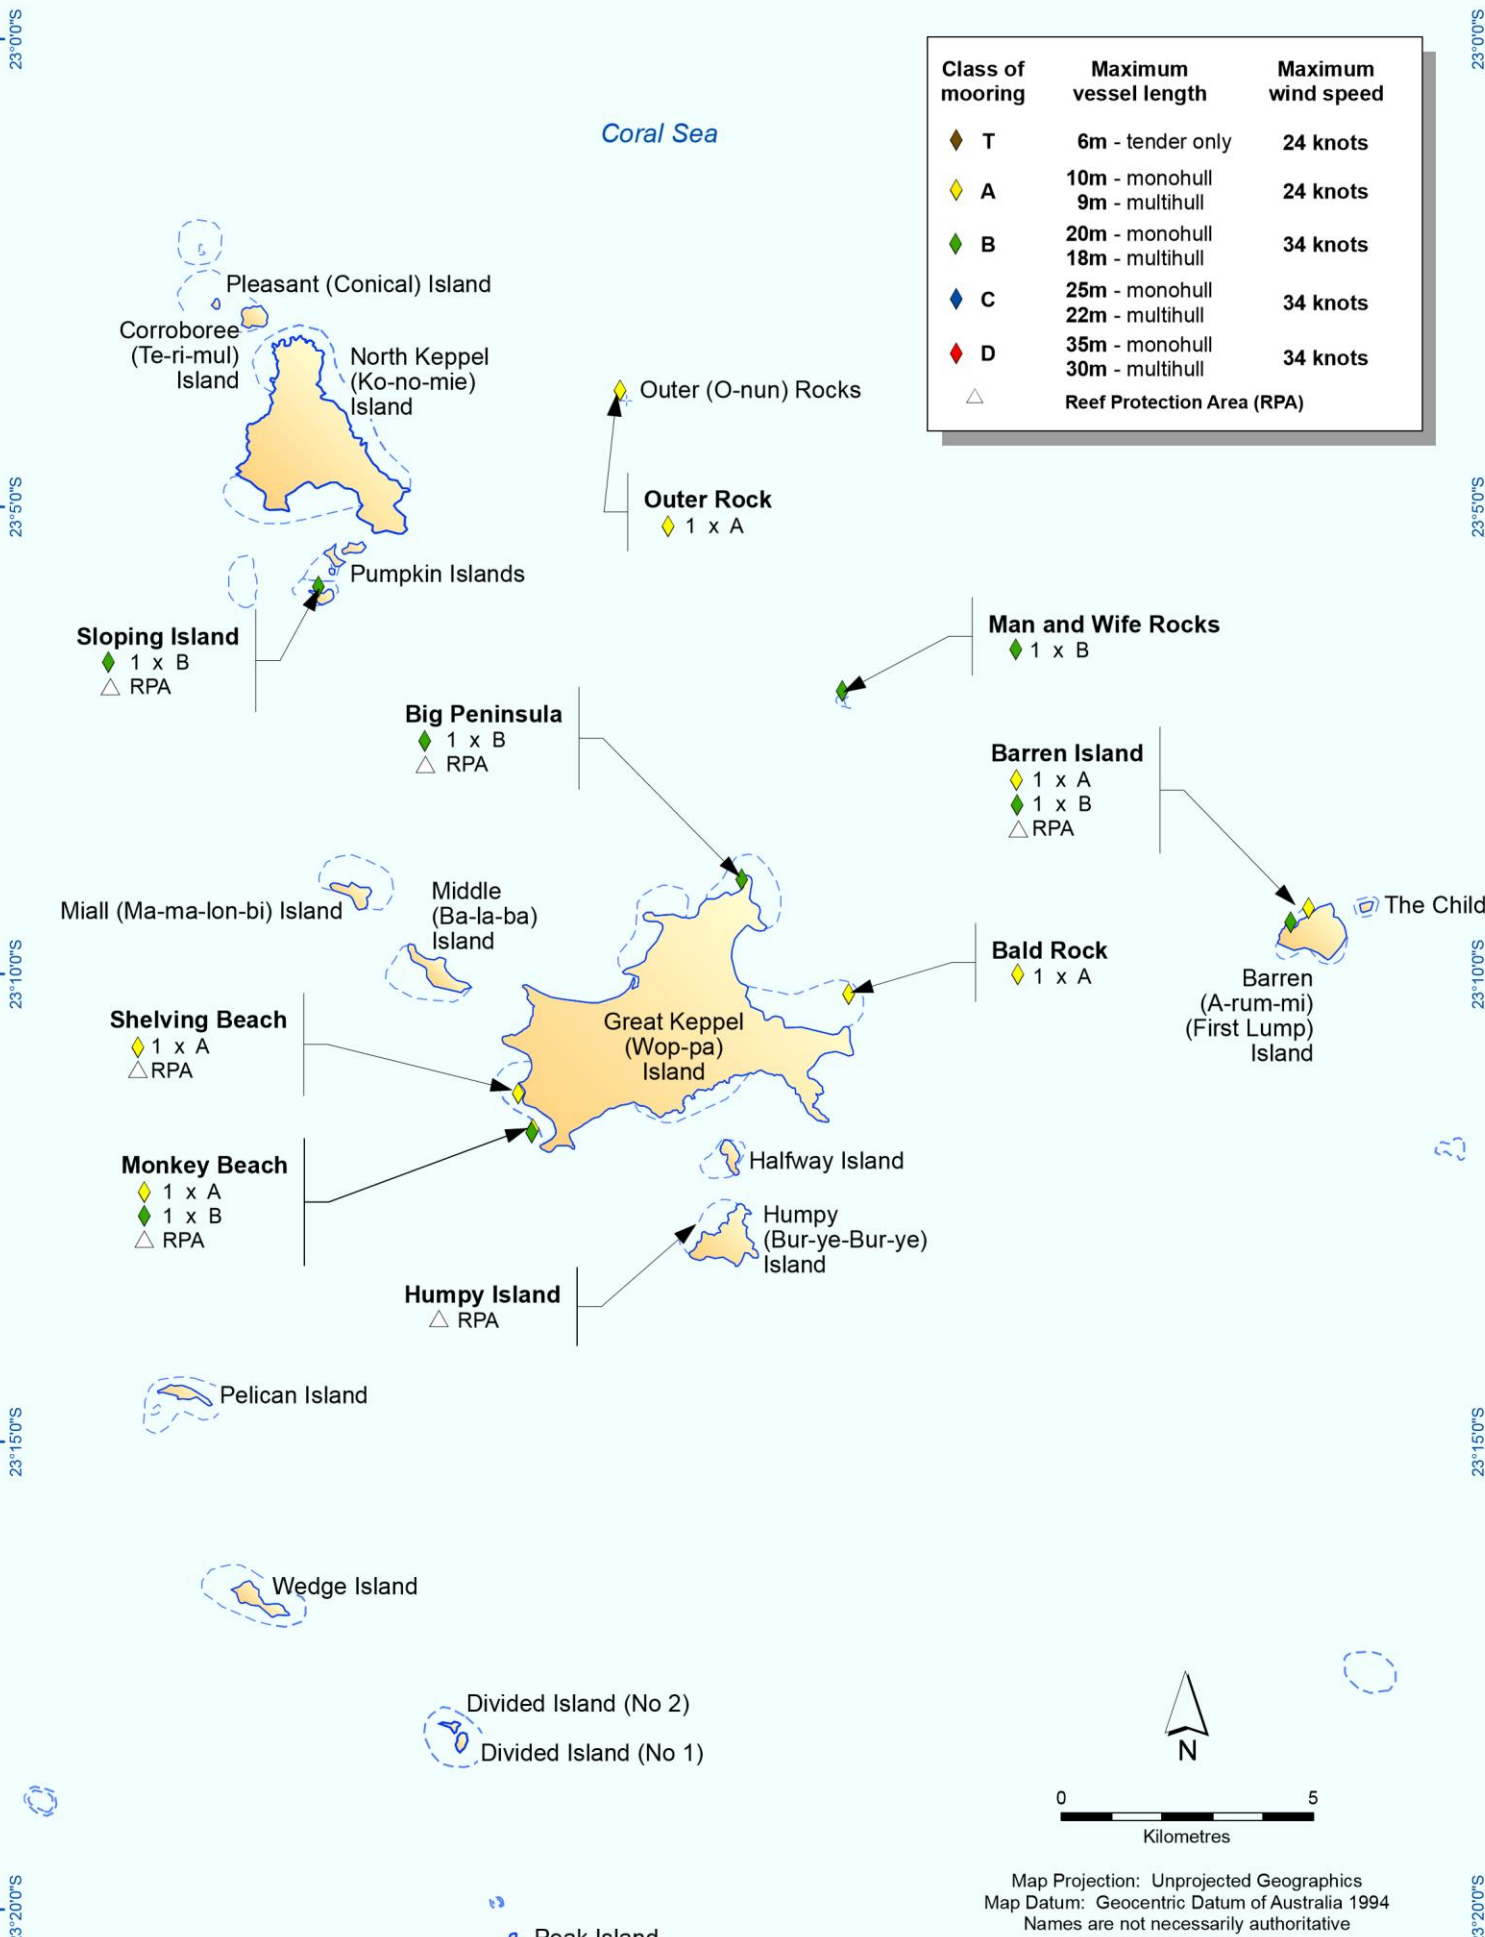 23°0'0"S
23°0'0"S
Class of mooring
Maximum vessel length
Maximum wind speed
T 6m - tender only 24 knots
A 10m - monohull
9m - multihull 24 knots
B 20m - monohull
18m - multihull 34 knots
C 25m - monohull
22m - multihull 34 knots
D 35m - monohull
30m - multihull 34 knots
Reef Protection Area (RPA)
Coral Sea
Pleasant (Conical) Island
Corroboree
(Te-ri-mul)
Island
North Keppel
(Ko-no-mie)
Island
Outer (O-nun) Rocks
Outer Rock
1 x A
23°5'0"S
23°5'0"S
Pumpkin Islands
Sloping Island
1 x B
RPA
Man and Wife Rocks
1 x B
Big Peninsula
1 x B
RPA
Barren Island
1 x A
1 x B
RPA
Miall (Ma-ma-lon-bi) Island
Middle
(Ba-la-ba)
Island
The Child
Bald Rock
1 x A
23°10'0"S
23°10'0"S
Barren
(A-rum-mi)
(First Lump)
Island
Shelving Beach
1 x A
RPA
Great Keppel
(Wop-pa)
Island
Monkey Beach
1 x A
1 x B
RPA
Halfway Island
Humpy
(Bur-ye-Bur-ye)
Island
Humpy Island
RPA
Pelican Island
23°15'0"S
23°15'0"S
Wedge Island
Divided Island (No 2)
Divided Island (No 1)
N
0 5
Kilometres
Map Projection: Unprojected Geographics
Map Datum: Geocentric Datum of Australia 1994
Names are not necessarily authoritative
3°20'0"S
3°20'0"S
Peak Island